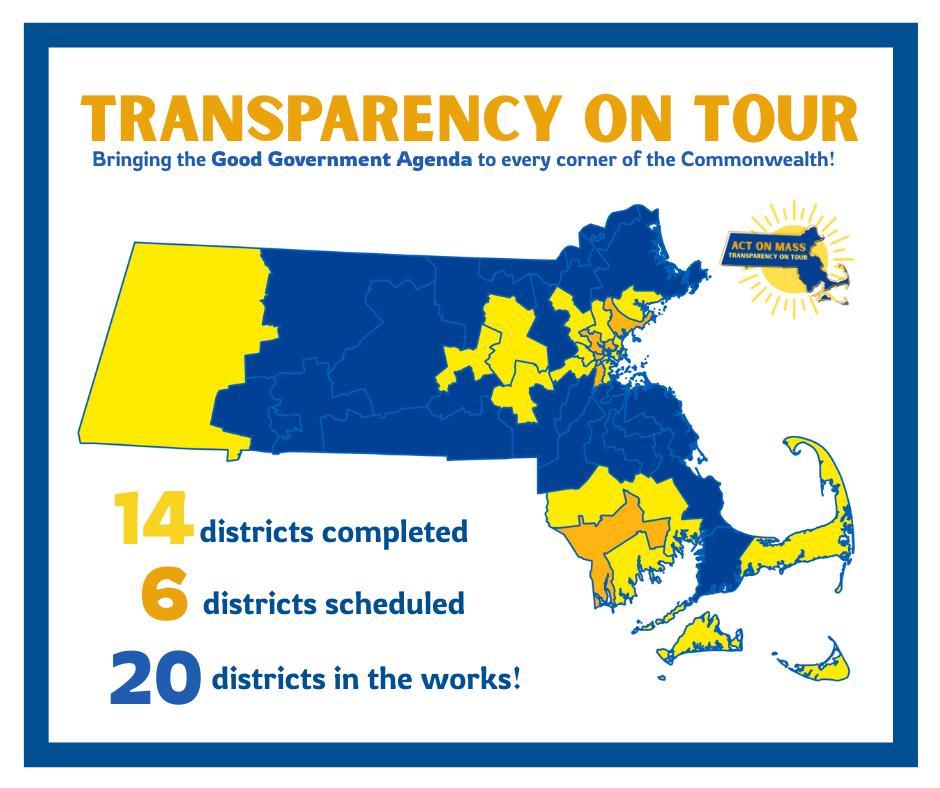 TRANSPARENCY ON TOUR
Bringing the Good Government Agenda to every corner of the Commonwealth!
ACT ON MASS
TRANSPARENCY ON TOUR
14 districts completed
6 districts scheduled
20 districts in the works!